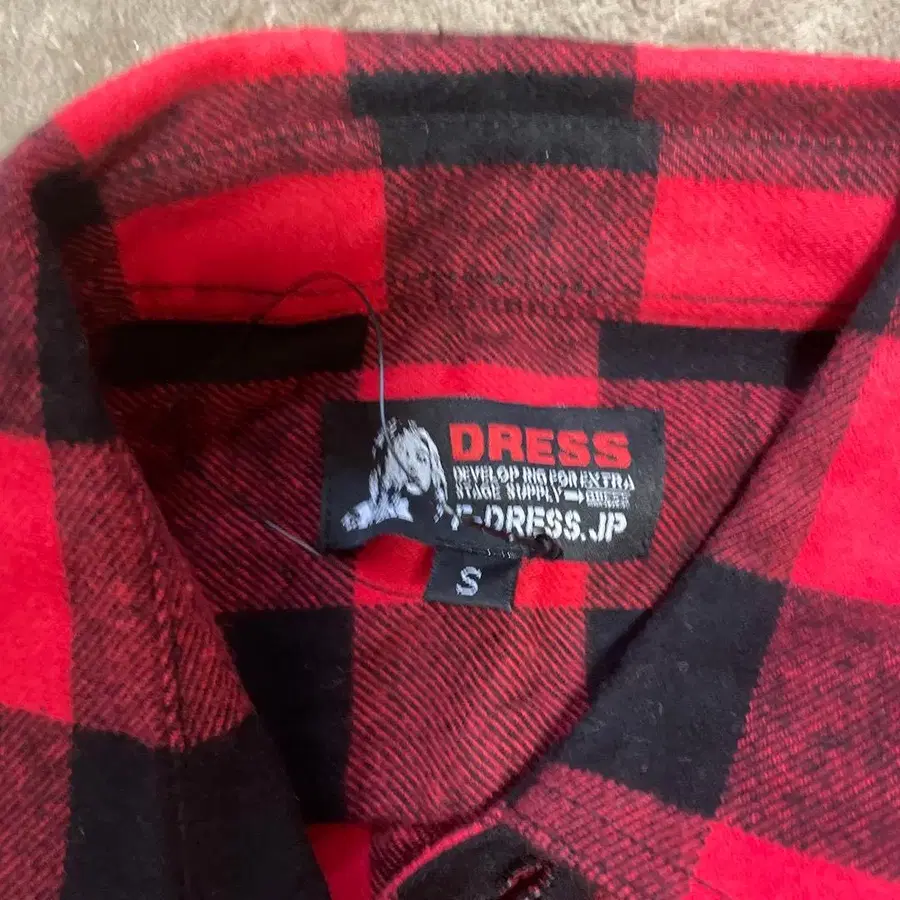 DRESS
DEVELOP RIG FOR EXTRA
STAGE SUPPLY
-DRESS.JP
S